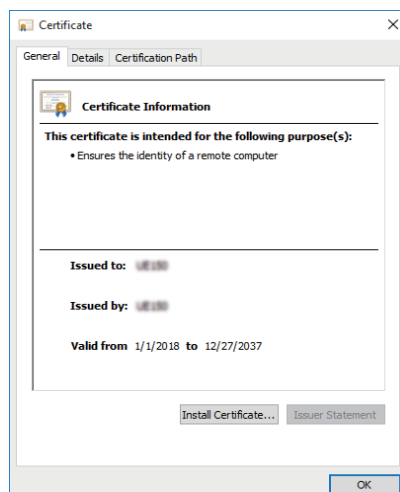 Certificate
General Details Certification Path
Certificate Information
This certificate is intended for the following purpose(s):
• Ensures the identity of a remote computer
Issued to:
Issued by:
Valid from 1/1/2018 to 12/27/2037
Install Certificate... Issuer Statement
OK